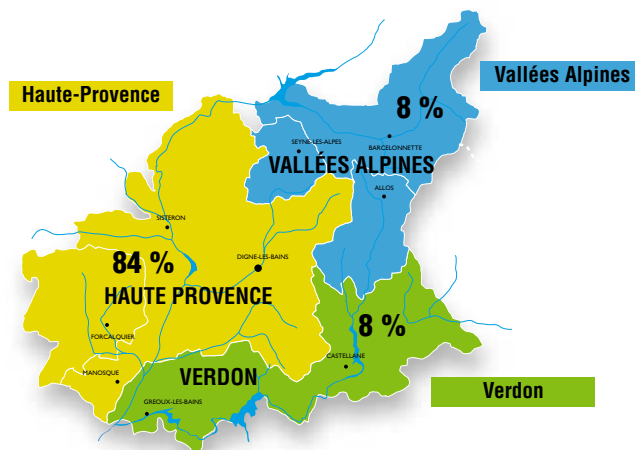 Haute-Provence
Vallées Alpines
8 %
SEYNE-LES-ALPES
BARCELONNETTE
VALLÉES ALPINES
ALLOS
SISTERON
84 %
DIGNE-LES-BAINS
HAUTE PROVENCE
8 %
FORCALQUIER
CASTELLANE
MANOSQUE
VERDON
Verdon
GREOUX-LES-BAINS